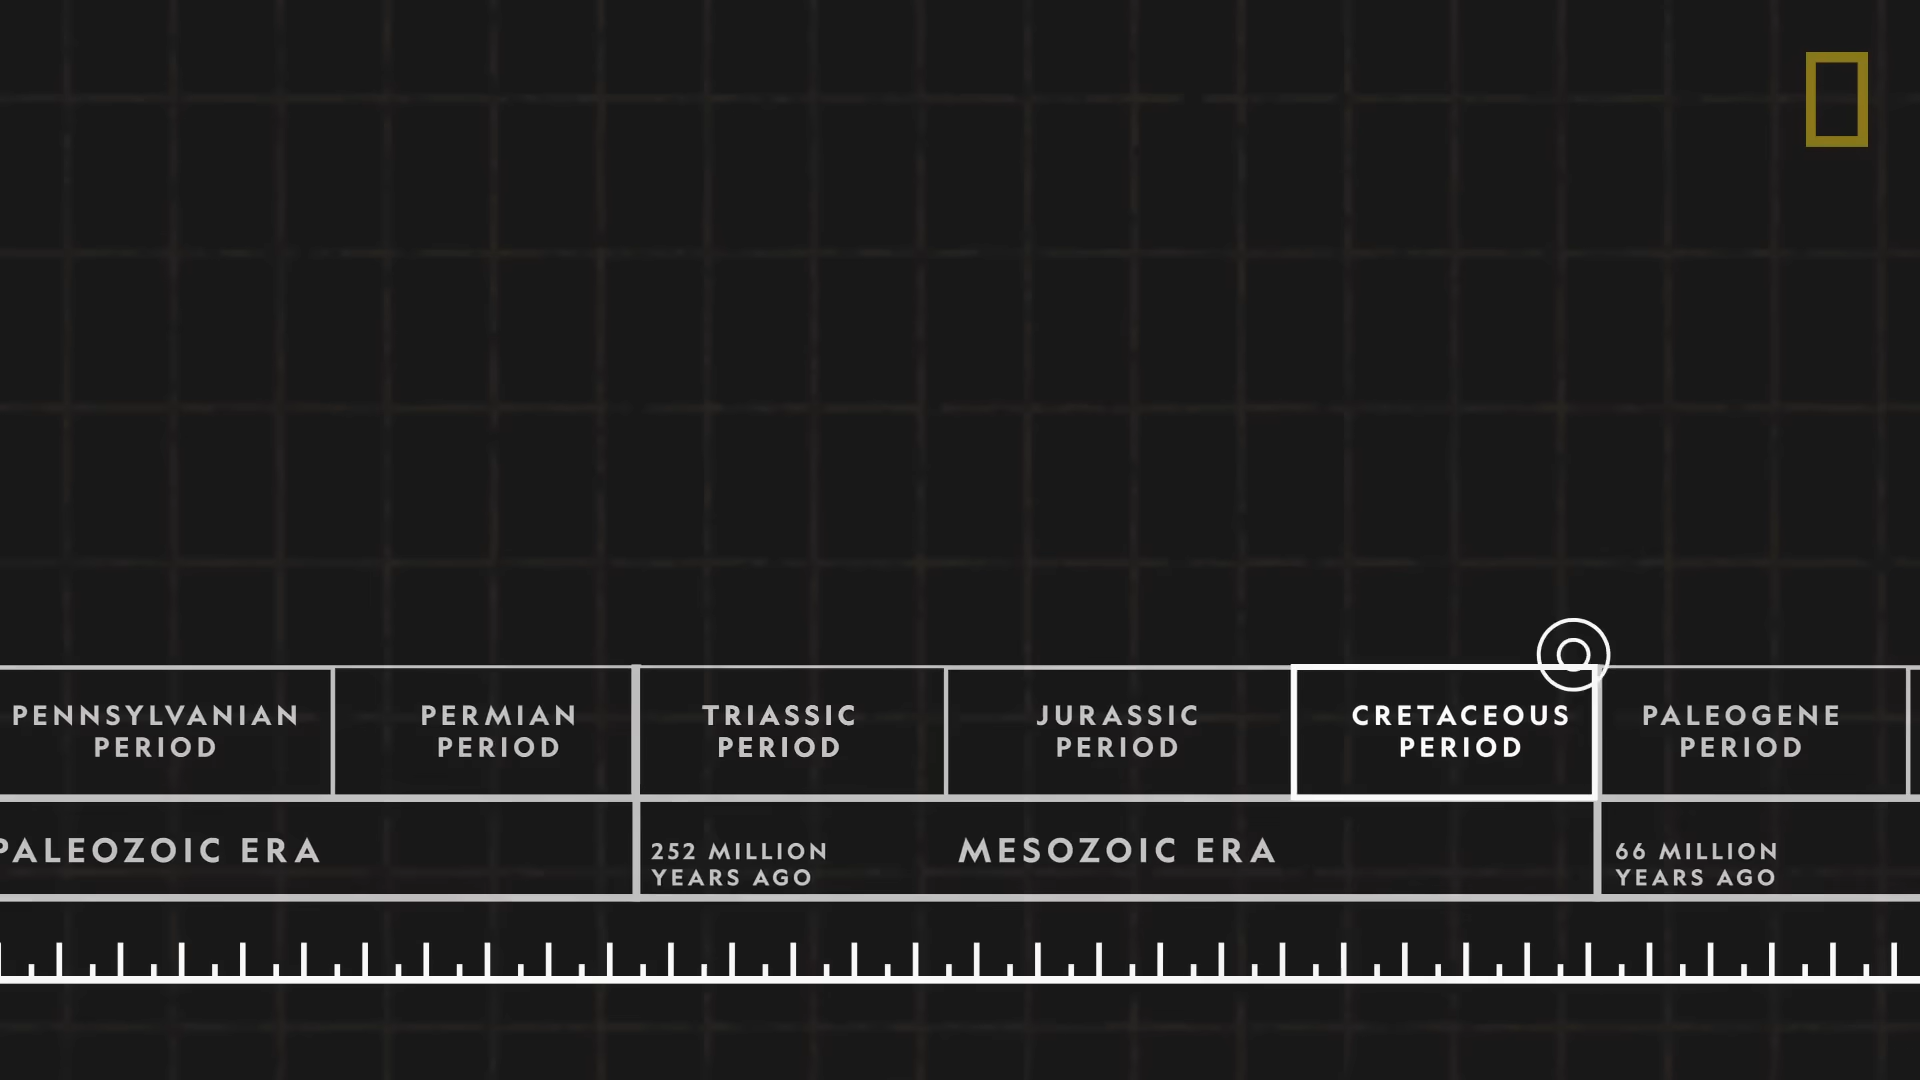 PENNSYLVANIAN
PERIOD
PERMIAN
PERIOD
TRIASSIC
PERIOD
JURASSIC
PERIOD
CRETACEOUS
PERIOD
PALEOGENE
PERIOD
PALEOZOIC ERA
252 MILLION
YEARS AGO
MESOZOIC ERA
66 MILLION
YEARS AGO